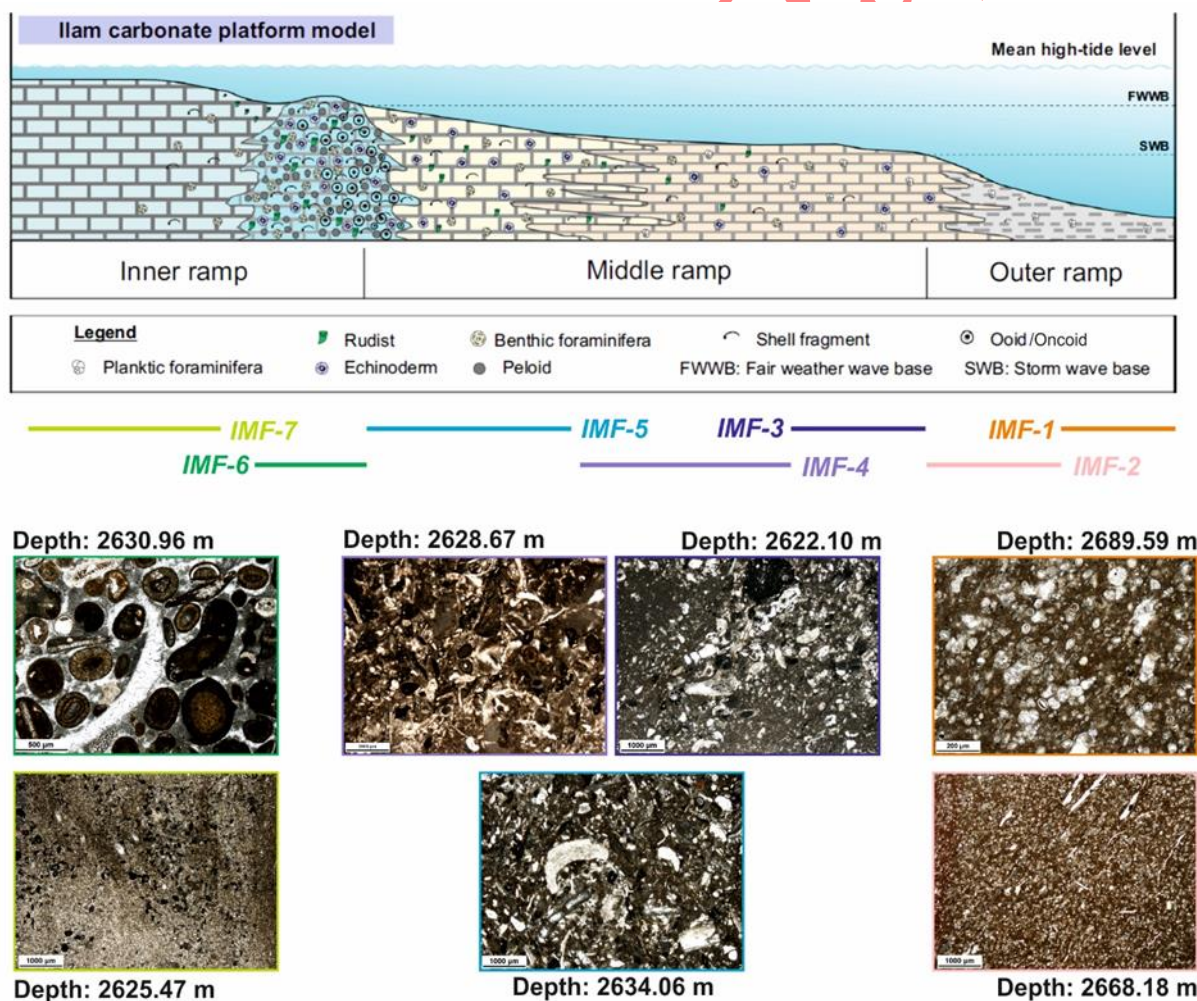 Ilam carbonate platform model
Mean high-tide level
FWWB
SWB
Inner ramp
Middle ramp
Outer ramp
Legend
Rudist
Benthic foraminifera
Shell fragment
Ooid/Oncoid
Planktic foraminifera
Echinoderm
Peloid
FWWB: Fair weather wave base
SWB: Storm wave base
IMF-7
IMF-5
IMF-3
IMF-1
IMF-6
IMF-4
IMF-2
Depth: 2630.96 m
Depth: 2628.67 m
Depth: 2622.10 m
Depth: 2689.59 m
500 µm
1000 µm
200 µm
1000 µm
1000 µm
1000 µm
Depth: 2625.47 m
Depth: 2634.06 m
Depth: 2668.18 m